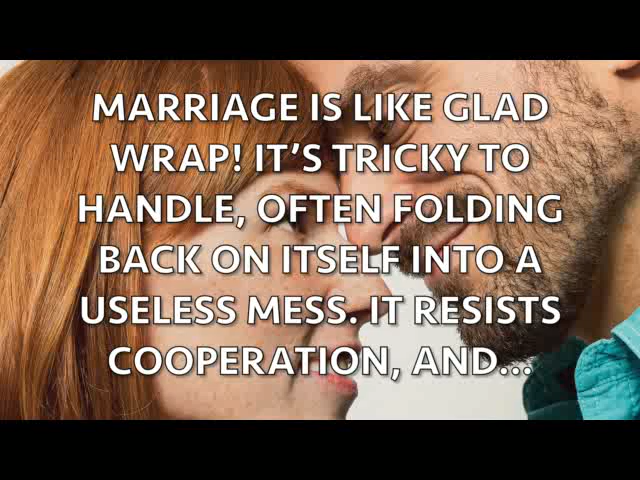 MARRIAGE IS LIKE GLAD
WRAP! IT’S TRICKY TO
HANDLE, OFTEN FOLDING
BACK ON ITSELF INTO A
USELESS MESS. IT RESISTS
COOPERATION, AND...